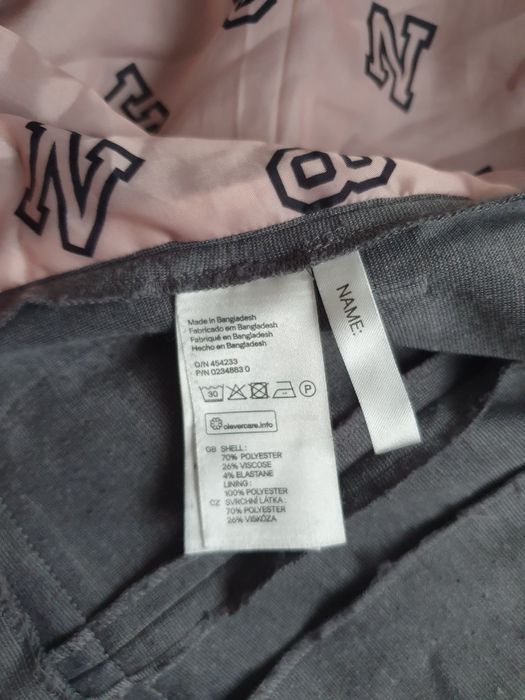 N
N
8
NAME:
Made in Bangladesh
Fabricado em Bangladesh
Fabriqué en Bangladesh
Hecho en Bangladesh
O/N 454233
P/N 0234883 0
30
P
clevercare.info
GB SHELL:
70% POLYESTER
26% VISCOSE
4% ELASTANE
LINING:
100% POLYESTER
CZ SVRCHNÍ LÁTKA:
70% POLYESTER
26% VISKÓZA